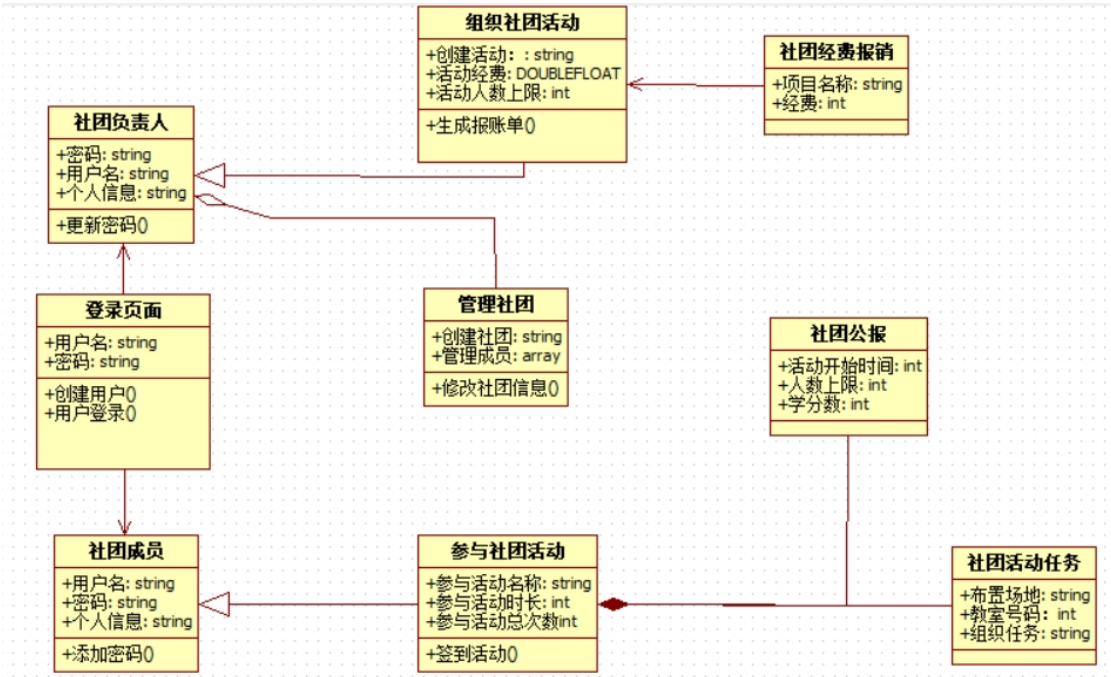 组织社团活动
+创建活动: : string
+活动经费: DOUBLEFLOAT
+活动人数上限: int
+生成报账单()
社团经费报销
+项目名称: string
+经费: int
社团负责人
+密码: string
+用户名: string
+个人信息: string
+更新密码()
登录页面
+用户名: string
+密码: string
+创建用户()
+用户登录()
管理社团
+创建社团: string
+管理成员: array
+修改社团信息()
社团公报
+活动开始时间: int
+人数上限: int
+学分数: int
社团成员
+用户名: string
+密码: string
+个人信息: string
+添加密码()
参与社团活动
+参与活动名称: string
+参与活动时长: int
+参与活动总次数int
+签到活动()
社团活动任务
+布置场地: string
+教室号码: int
+组织任务: string